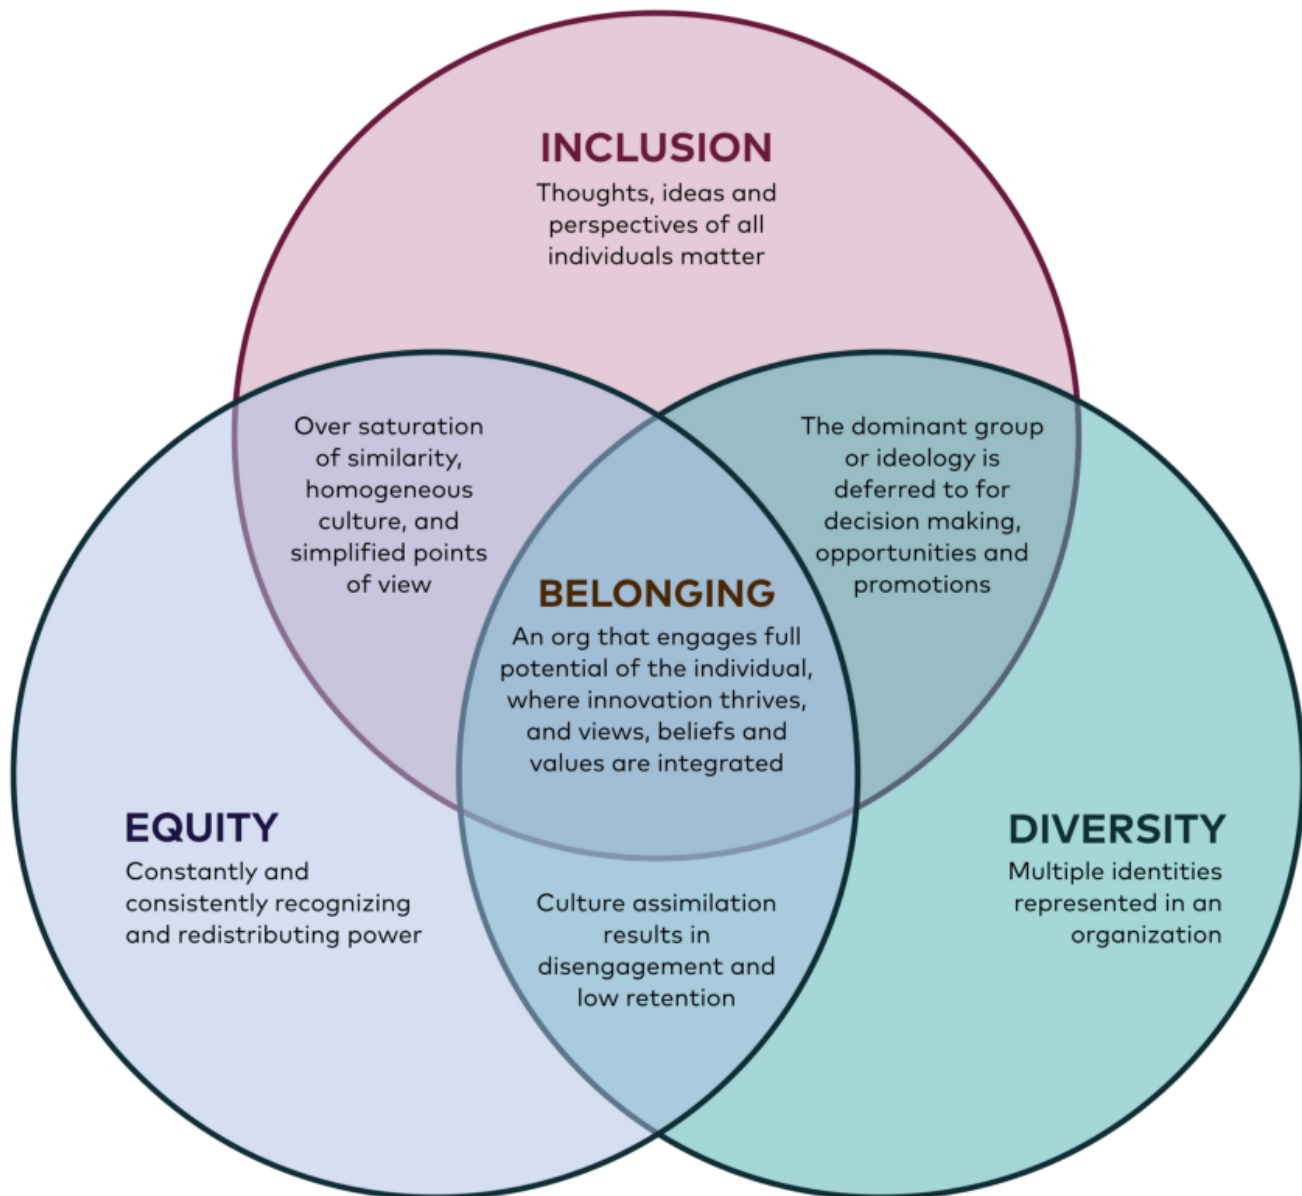 INCLUSION
Thoughts, ideas and
perspectives of all
individuals matter
Over saturation
of similarity,
homogeneous
culture, and
simplified points
of view
The dominant group
or ideology is
deferred to for
decision making,
opportunities and
promotions
BELONGING
An org that engages full
potential of the individual,
where innovation thrives,
and views, beliefs and
values are integrated
EQUITY
Constantly and
consistently recognizing
and redistributing power
DIVERSITY
Multiple identities
represented in an
organization
Culture assimilation
results in
disengagement and
low retention